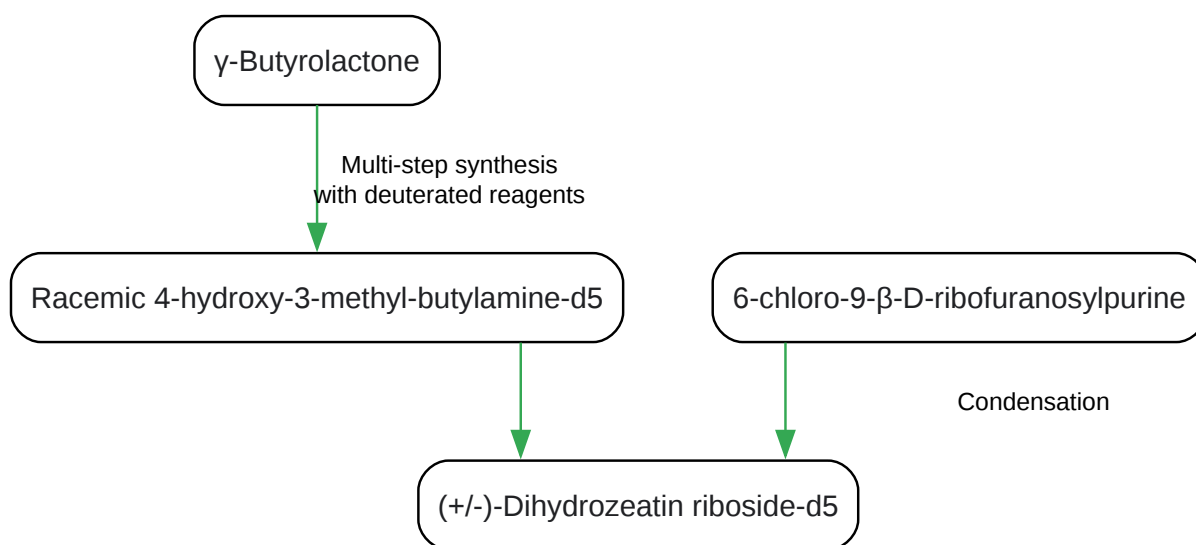 γ-Butyrolactone
Multi-step synthesis
with deuterated reagents
Racemic 4-hydroxy-3-methyl-butylamine-d5
6-chloro-9-β-D-ribofuranosylpurine
Condensation
(+/-)-Dihydrozeatin riboside-d5